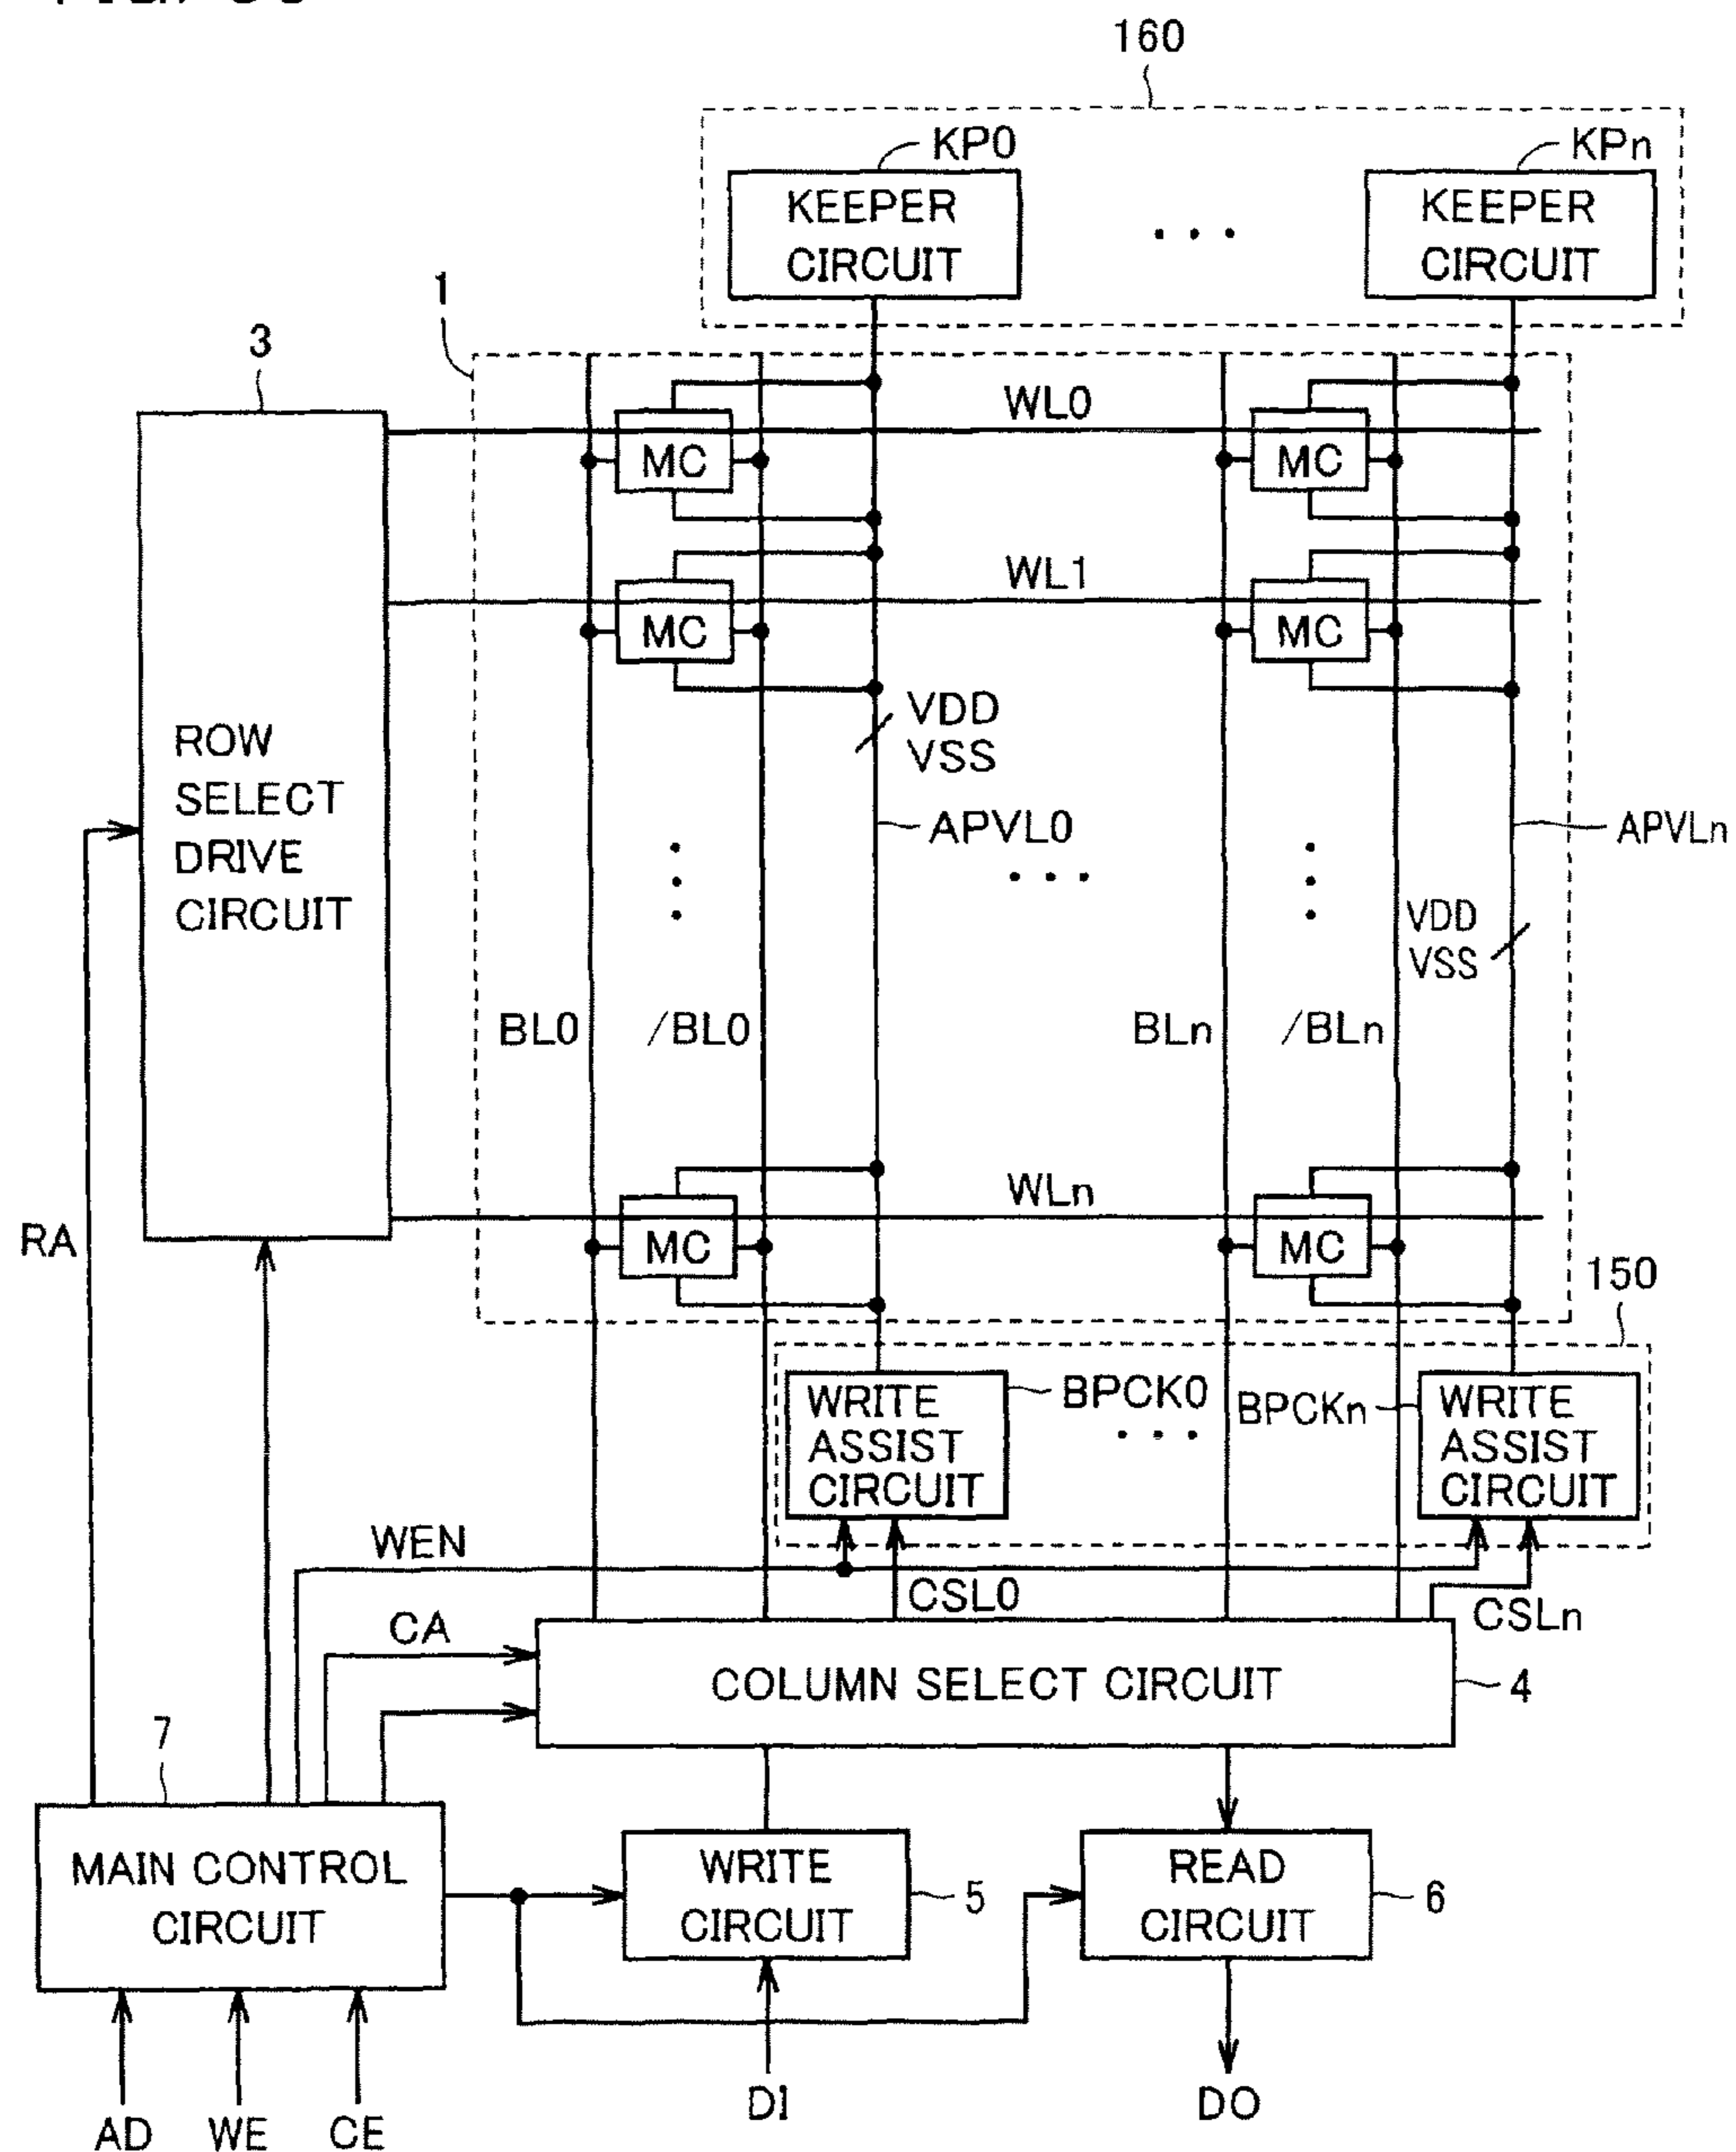 160
KP0
KPn
KEEPER
CIRCUIT
KEEPER
CIRCUIT
1
3
WL0
MC
MC
WL1
MC
MC
VDD
VSS
ROW
SELECT
DRIVE
CIRCUIT
APVL0
APVLn
VDD
VSS
BL0
/BL0
BLn
/BLn
WLn
MC
MC
RA
150
WRITE
ASSIST
CIRCUIT
BPCK0
BPCKn
WRITE
ASSIST
CIRCUIT
WEN
CSL0
CSLn
CA
COLUMN SELECT CIRCUIT
4
7
MAIN CONTROL
CIRCUIT
WRITE
CIRCUIT
5
READ
CIRCUIT
6
AD
WE
CE
DI
DO